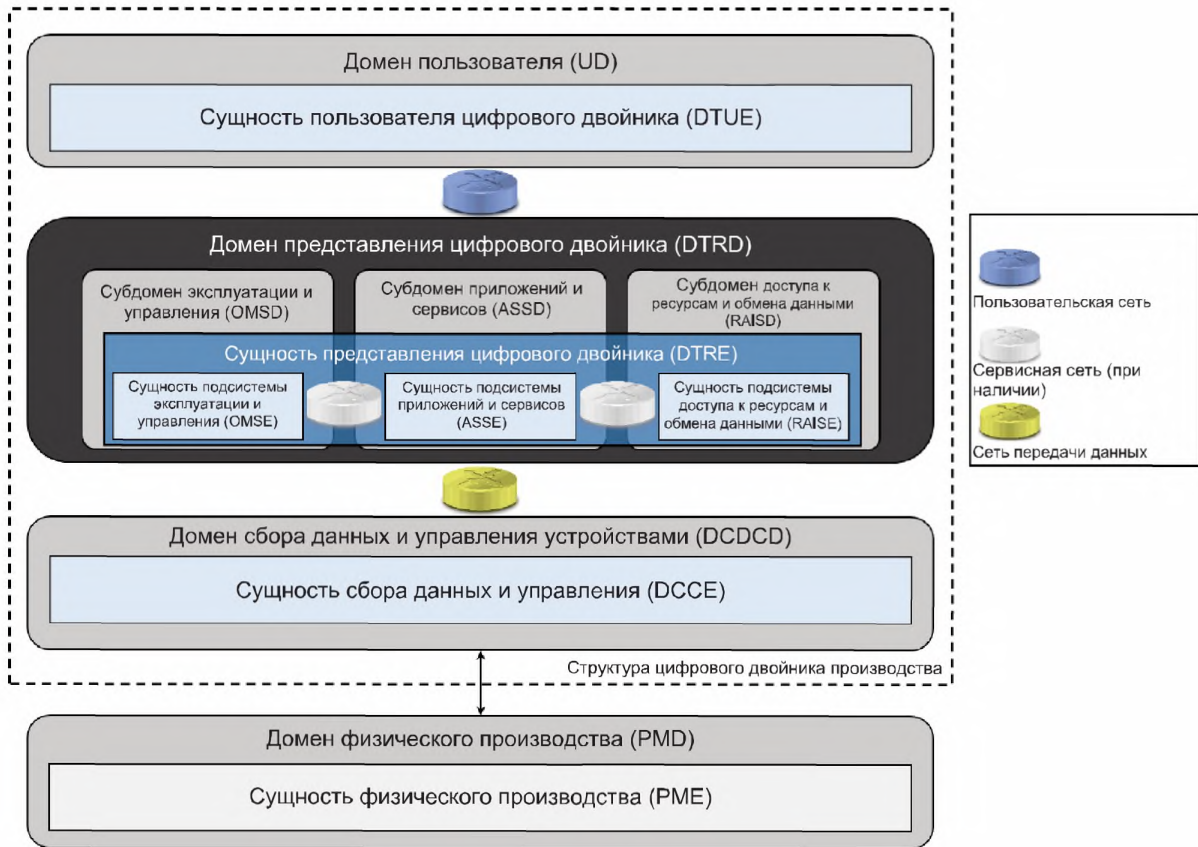 Домен пользователя (UD)
Сущность пользователя цифрового двойника (DTUE)
Домен представления цифрового двойника (DTRD)
Субдомен эксплуатации и
управления (OMSD)
Субдомен приложений и
сервисов (ASSD)
Субдомен доступа к
ресурсам и обмена данными
(RAISD)
Сущность представления цифрового двойника (DTRE)
Сущность подсистемы
эксплуатации и
управления (OMSE)
Сущность подсистемы
приложений и сервисов
(ASSE)
Сущность подсистемы
доступа к ресурсам и
обмена данными (RAISE)
Домен сбора данных и управления устройствами (DCDCD)
Сущность сбора данных и управления (DCCE)
Структура цифрового двойника производства
Домен физического производства (PMD)
Сущность физического производства (PME)
Пользовательская сеть
Сервисная сеть (при
наличии)
Сеть передачи данных